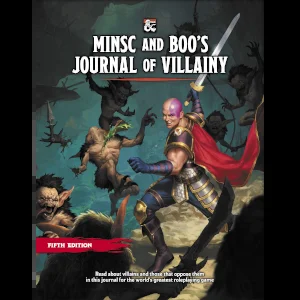 &
MINSC AND BOO'S
JOURNAL OF VILLAINY
FIFTH EDITION
Read about villains and those that oppose them
in this journal for the world's greatest roleplaying game